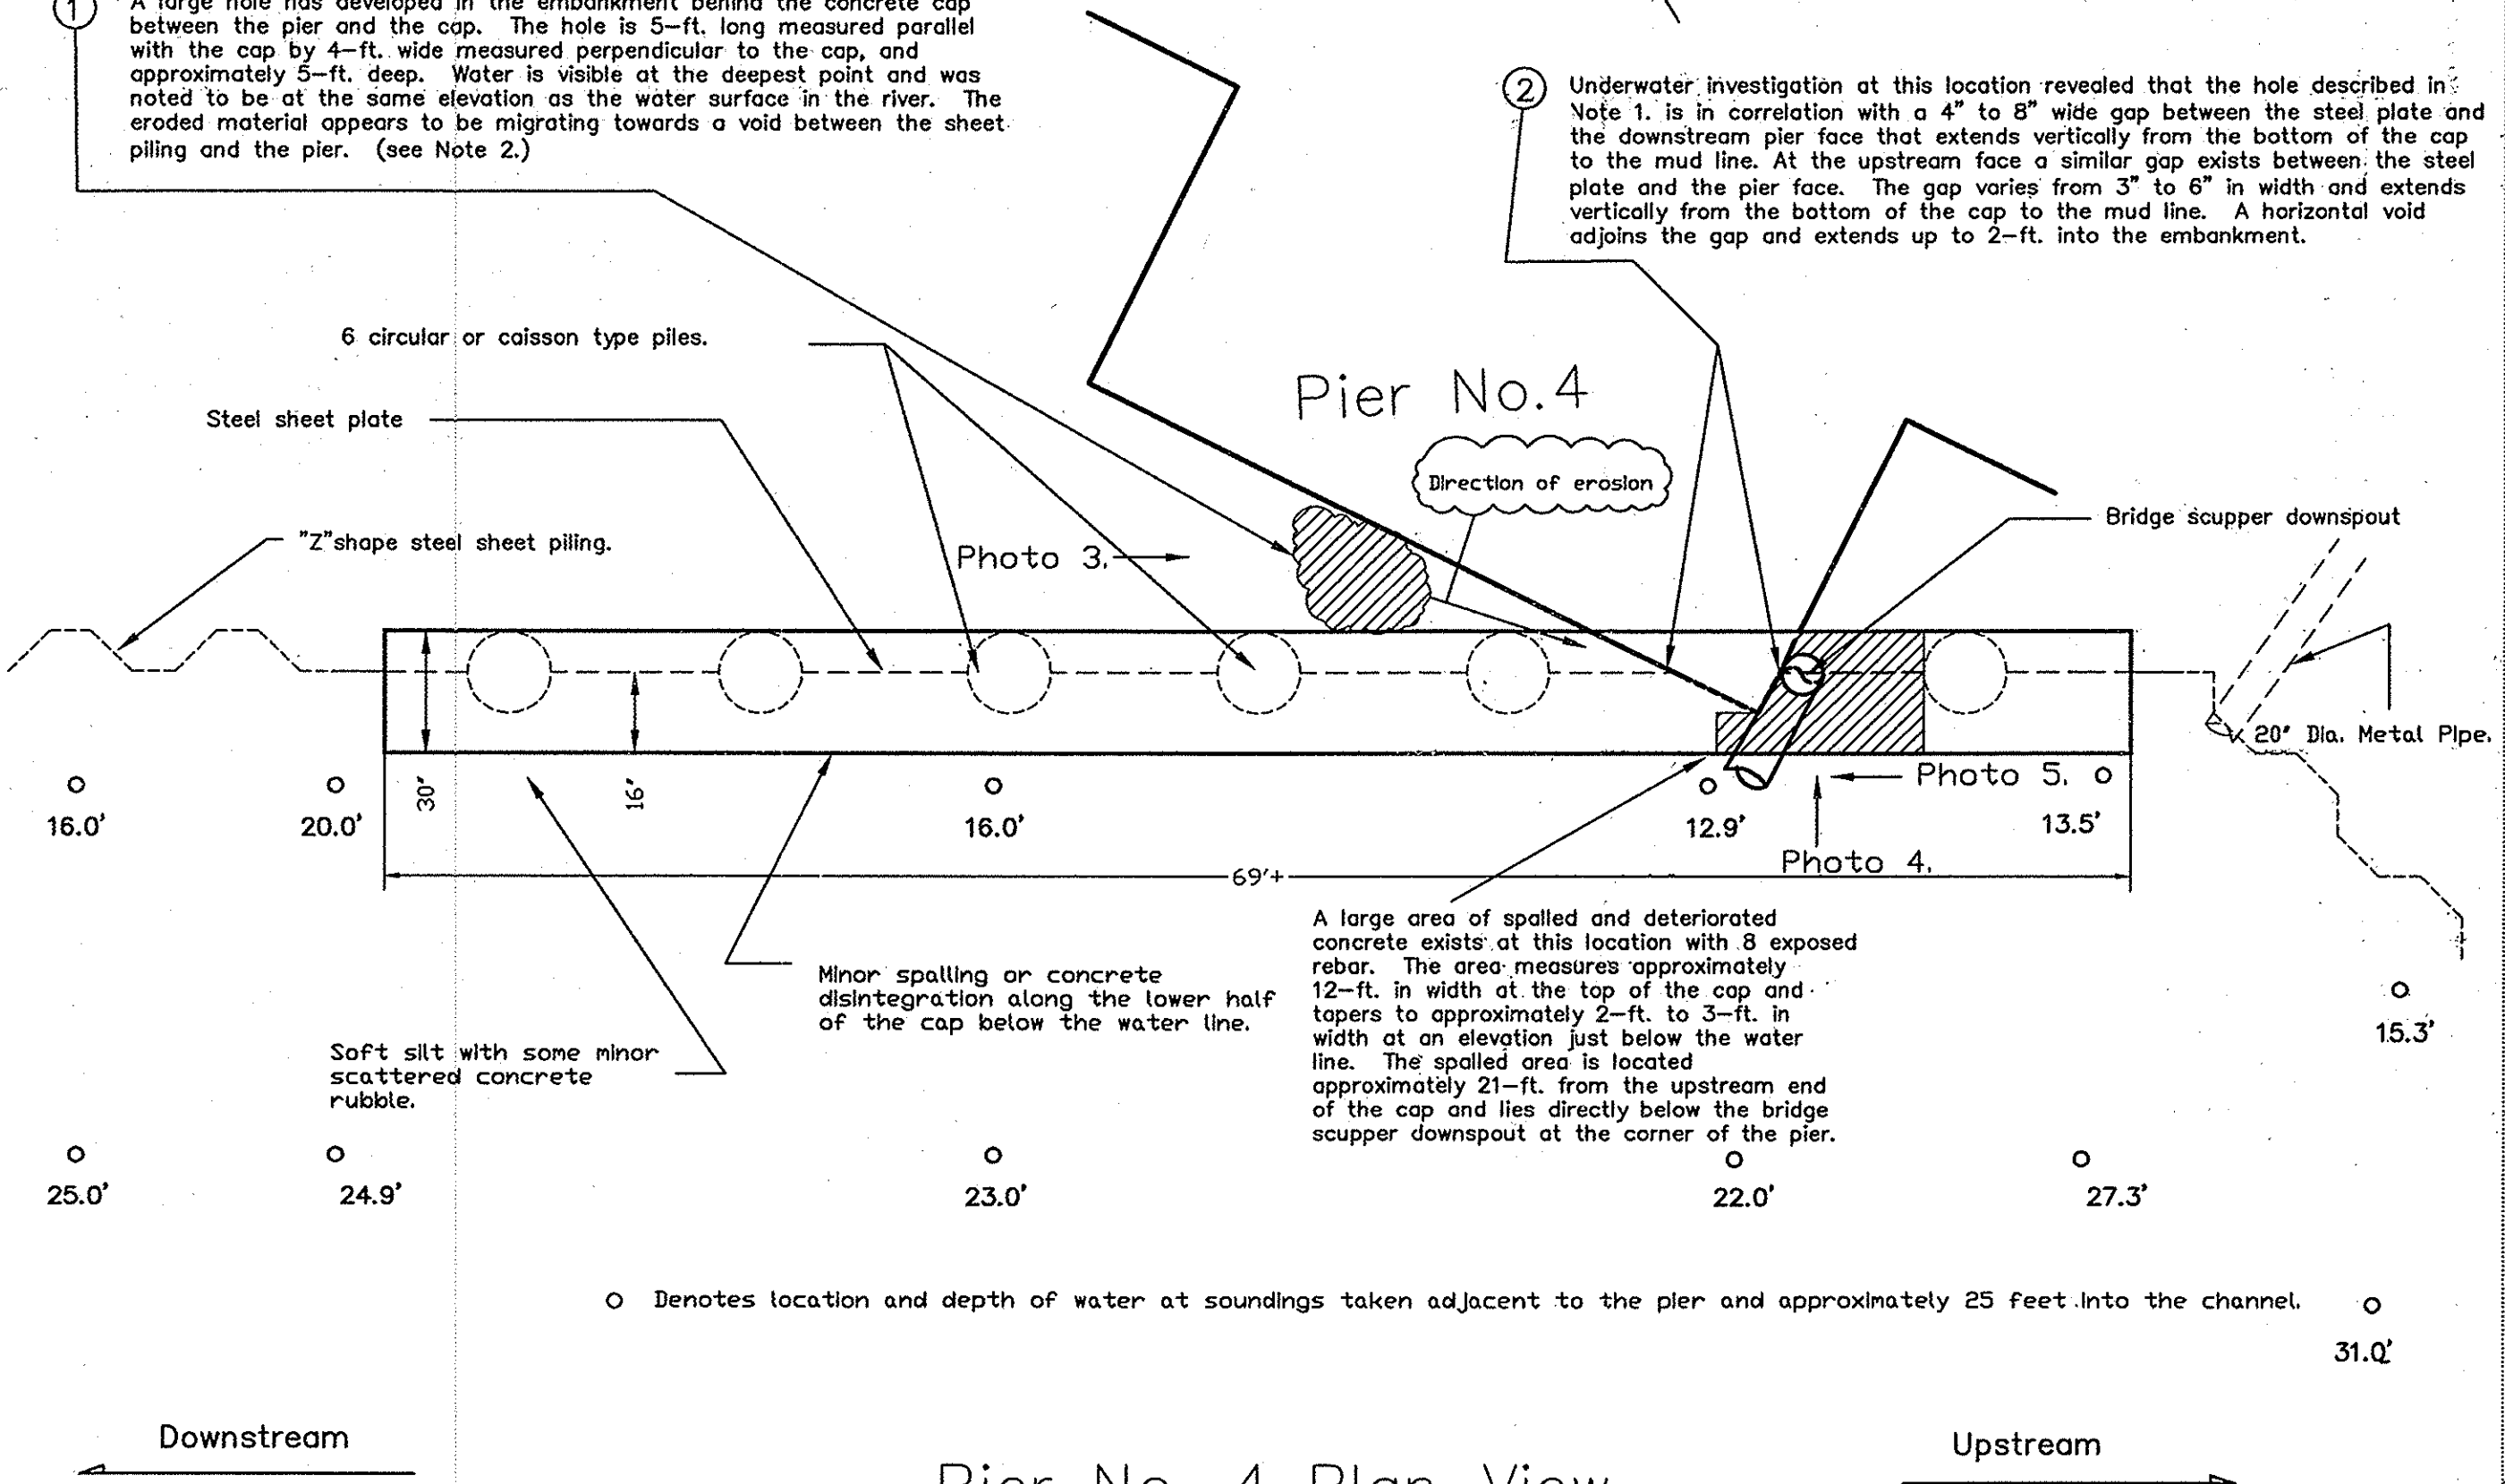 1
A large hole has developed in the embankment behind the concrete cap
between the pier and the cap. The hole is 5-ft. long measured parallel
with the cap by 4-ft. wide measured perpendicular to the cap, and
approximately 5-ft. deep. Water is visible at the deepest point and was
noted to be at the same elevation as the water surface in the river. The
eroded material appears to be migrating towards a void between the sheet
piling and the pier. (see Note 2.)
2
Underwater investigation at this location revealed that the hole described in
Note 1. is in correlation with a 4" to 8" wide gap between the steel plate and
the downstream pier face that extends vertically from the bottom of the cap
to the mud line. At the upstream face a similar gap exists between the steel
plate and the pier face. The gap varies from 3" to 6" in width and extends
vertically from the bottom of the cap to the mud line. A horizontal void
adjoins the gap and extends up to 2-ft. into the embankment.
6 circular or caisson type piles.
Pier No.4
Steel sheet plate
Direction of erosion
Bridge scupper downspout
"Z"shape steel sheet piling.
Photo 3.
20" Dia. Metal Pipe.
30"
16"
Photo 5.
16.0'
20.0'
16.0'
12.9'
13.5'
Photo 4.
69'+
A large area of spalled and deteriorated
concrete exists at this location with 8 exposed
rebar. The area measures approximately
12-ft. in width at the top of the cap and
tapers to approximately 2-ft. to 3-ft. in
width at an elevation just below the water
line. The spalled area is located
approximately 21-ft. from the upstream end
of the cap and lies directly below the bridge
scupper downspout at the corner of the pier.
Minor spalling or concrete
disintegration along the lower half
of the cap below the water line.
15.3'
Soft silt with some minor
scattered concrete
rubble.
25.0'
24.9'
23.0'
22.0'
27.3'
Denotes location and depth of water at soundings taken adjacent to the pier and approximately 25 feet into the channel.
31.0'
Downstream
Upstream
Pier No. 4 Plan View